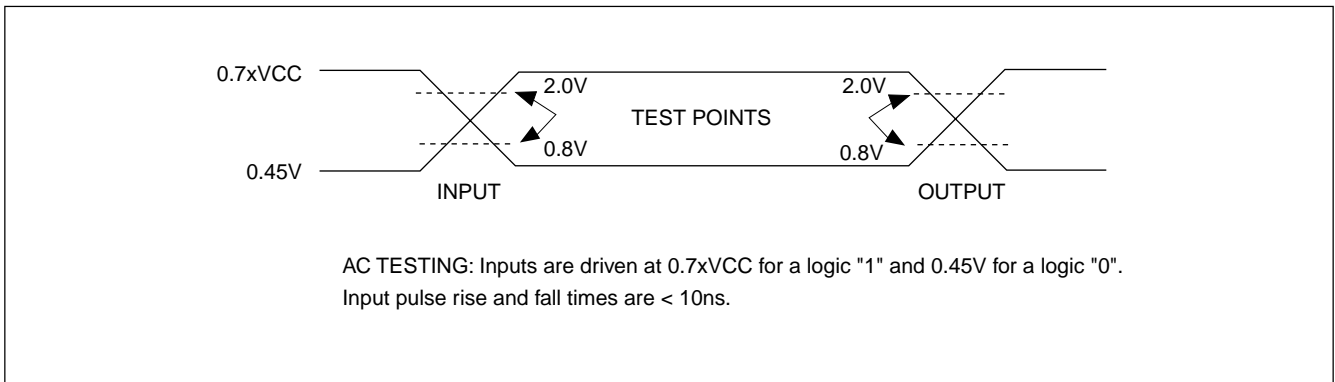 0.7xVCC
2.0V
2.0V
TEST POINTS
0.8V
0.8V
0.45V
INPUT
OUTPUT
AC TESTING: Inputs are driven at 0.7xVCC for a logic "1" and 0.45V for a logic "0".
Input pulse rise and fall times are < 10ns.